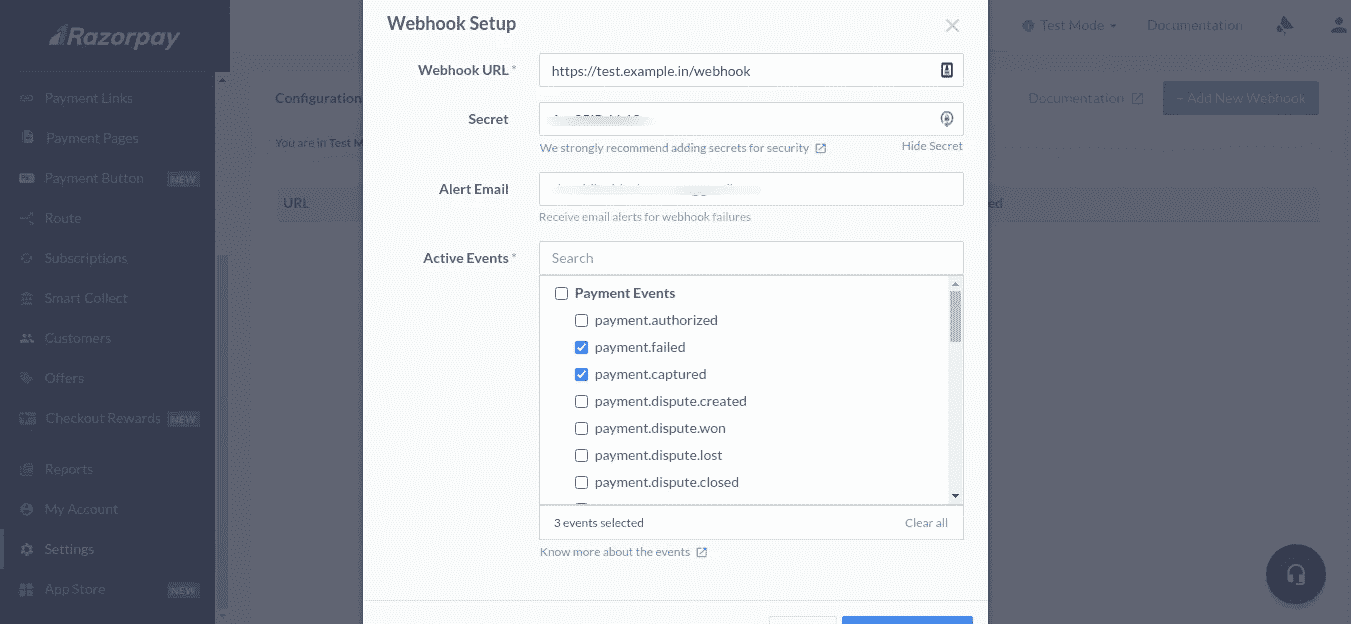 Razorpay
Payment Links
Payment Pages
Payment Button NEW
Route
Subscriptions
Smart Collect
Customers
Offers
Checkout Rewards NEW
Reports
My Account
Settings
App Store NEW
Test Mode
Documentation
Configuration
Documentation
+ Add New Webhook
You are in Test M
URL
ed
Webhook Setup
Webhook URL *
https://test.example.in/webhook
Secret
We strongly recommend adding secrets for security
Hide Secret
Alert Email
Receive email alerts for webhook failures
Active Events *
Search
Payment Events
payment.authorized
payment.failed
payment.captured
payment.dispute.created
payment.dispute.won
payment.dispute.lost
payment.dispute.closed
3 events selected
Clear all
Know more about the events